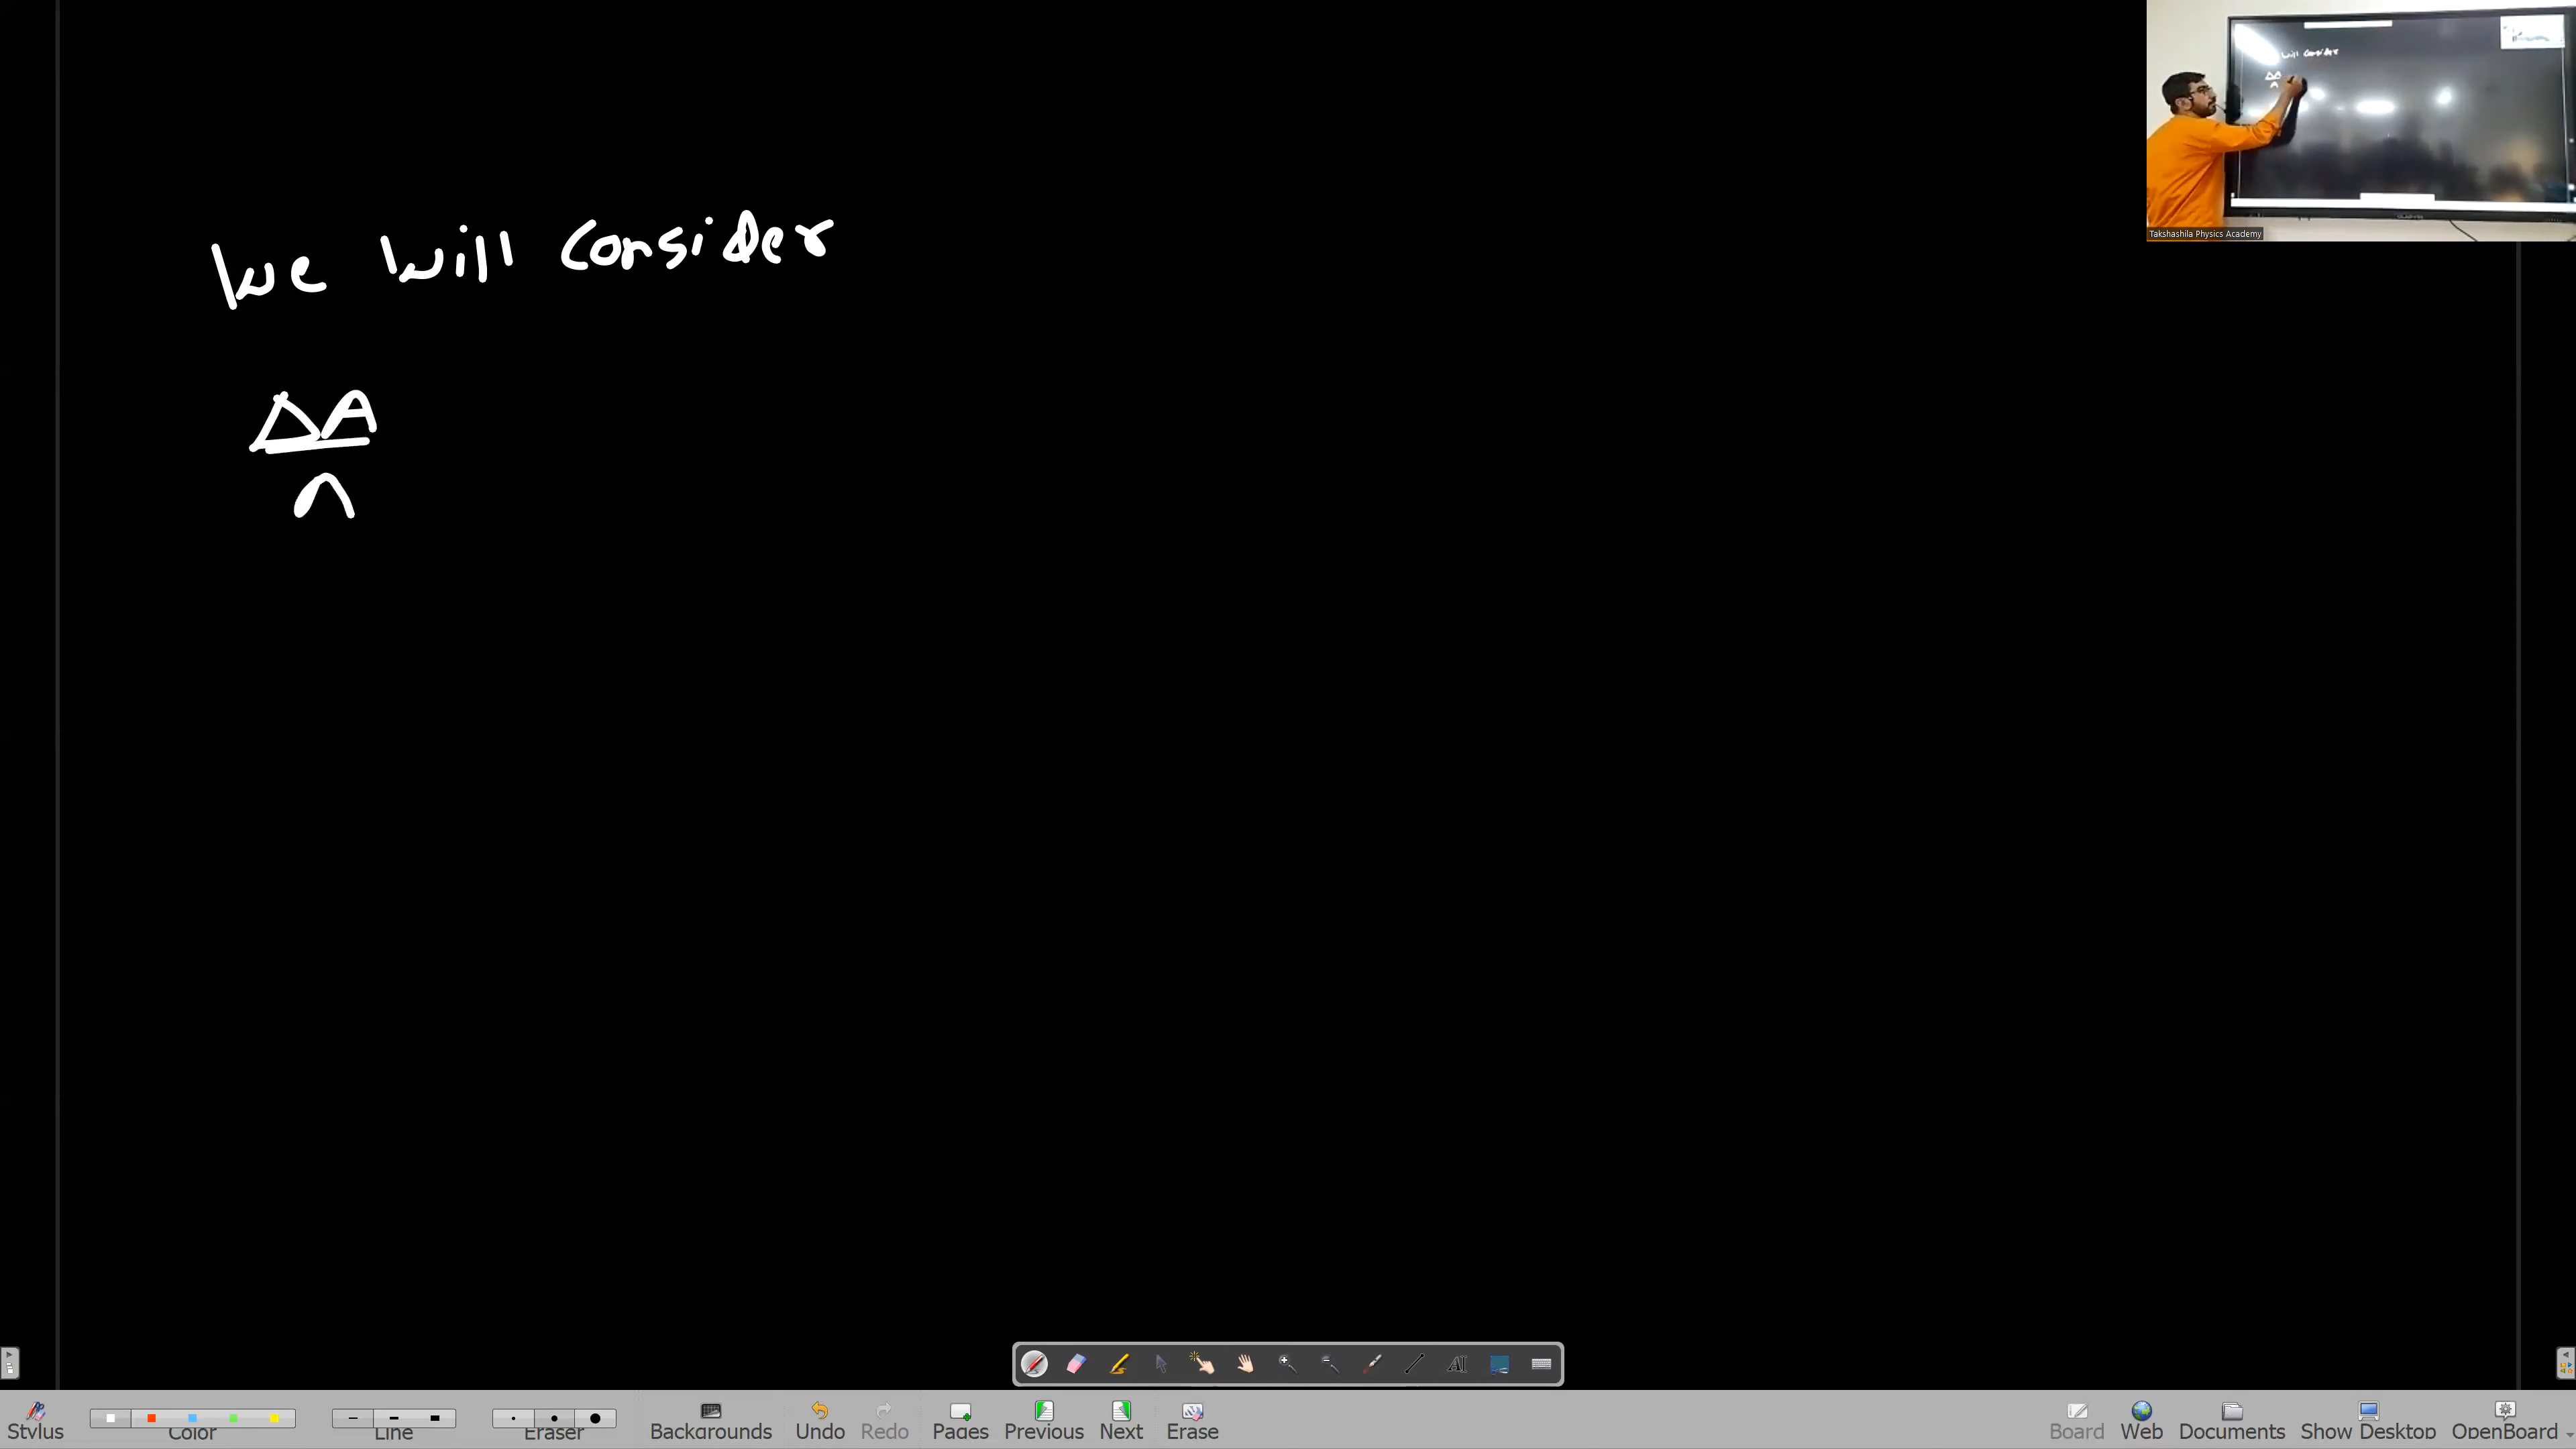 We will consider
ΔA
Takshashila Physics Academy
Stylus Color Line Eraser Backgrounds Undo Redo Pages Previous Next Erase Board Web Documents Show Desktop OpenBoard